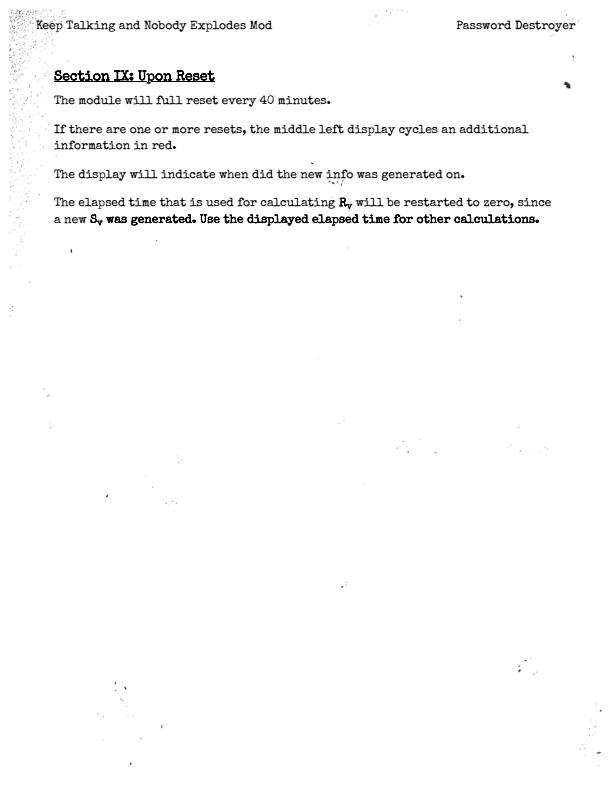 Keep Talking and Nobody Explodes Mod Password Destroyer
Section IX: Upon Reset
The module will full reset every 40 minutes.
If there are one or more resets, the middle left display cycles an additional
information in red.
The display will indicate when did the new info was generated on.
The elapsed time that is used for calculating Rv will be restarted to zero, since
a new Sv was generated. Use the displayed elapsed time for other calculations.